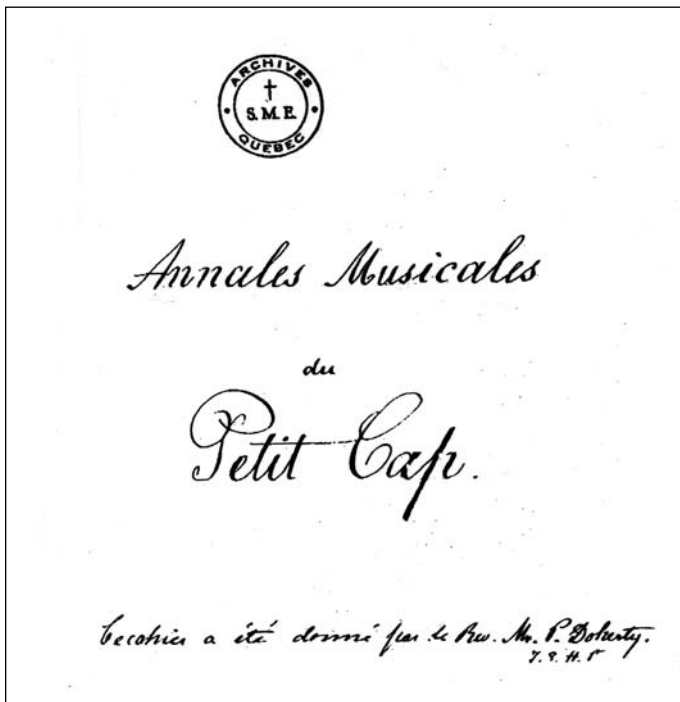 ARCHIVES
S.M.E.
QUEBEC
Annales Musicales
du
Petit Cap.
Ce cahier a été donné par le Rev. Mr. P. Doherty.